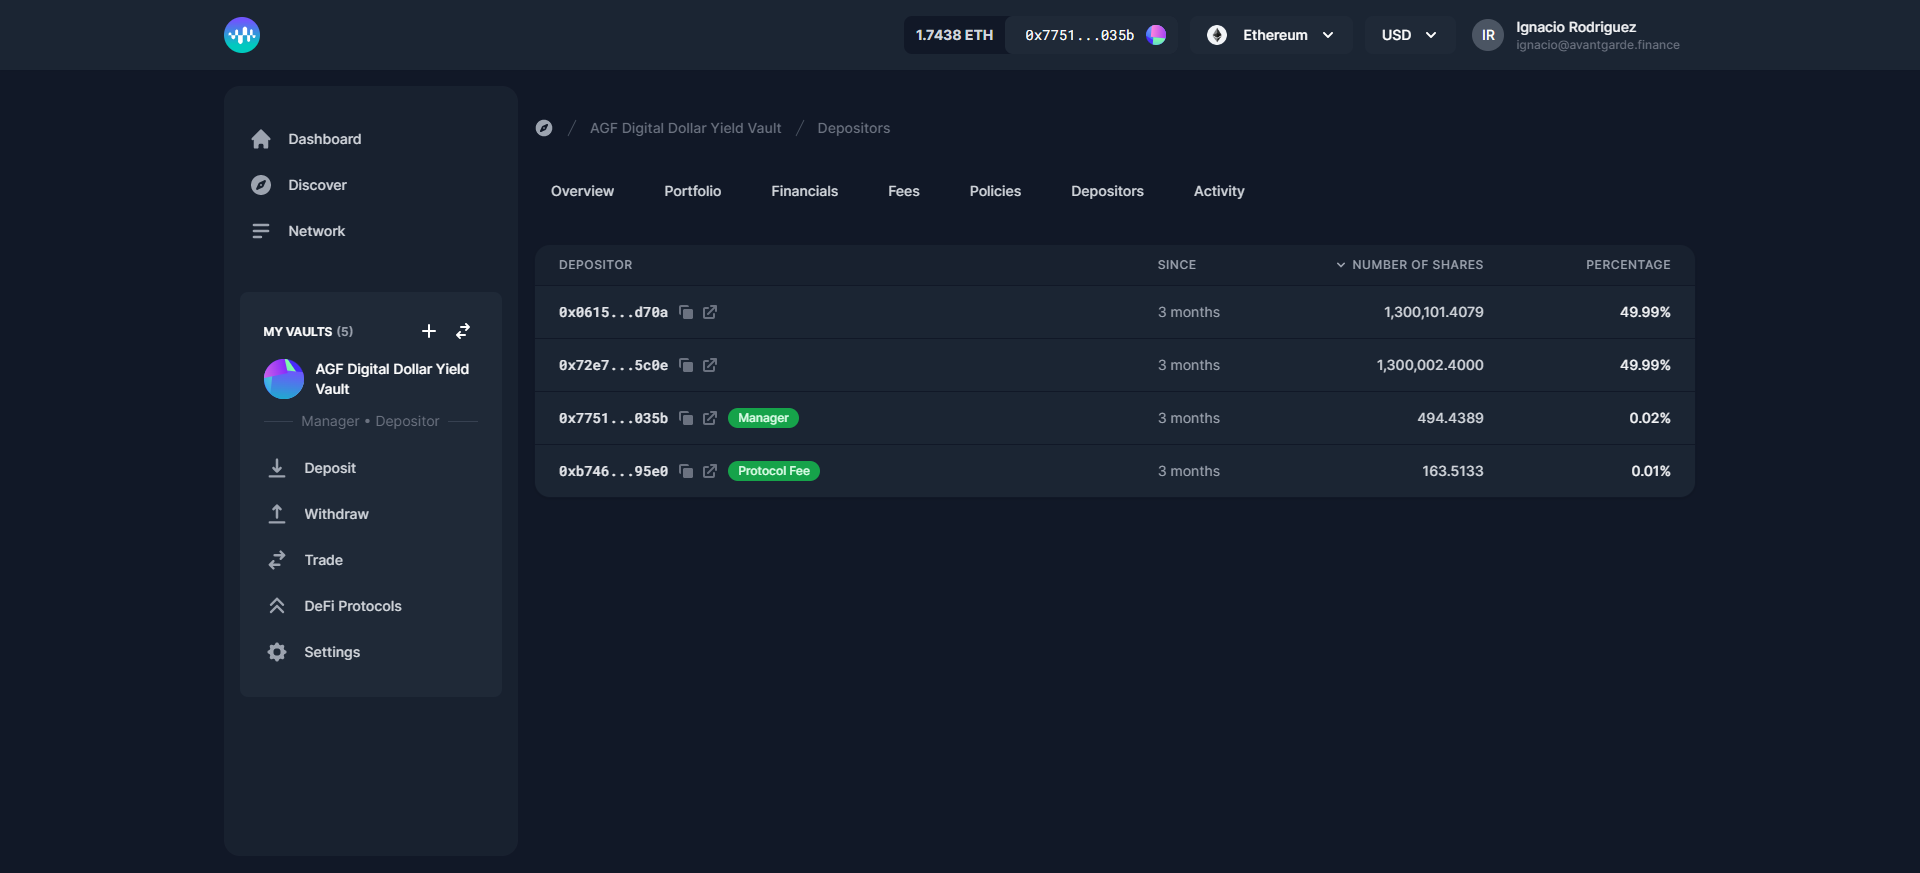 1.7438 ETH 0x7751...035b Ethereum USD IR Ignacio Rodriguez
ignacio@avantgarde.finance
Dashboard
Discover
Network
MY VAULTS (5)
AGF Digital Dollar Yield
Vault
Manager • Depositor
Deposit
Withdraw
Trade
DeFi Protocols
Settings
/ AGF Digital Dollar Yield Vault / Depositors
Overview Portfolio Financials Fees Policies Depositors Activity
DEPOSITOR SINCE NUMBER OF SHARES PERCENTAGE
0x0615...d70a 3 months 1,300,101.4079 49.99%
0x72e7...5c0e 3 months 1,300,002.4000 49.99%
0x7751...035b Manager 3 months 494.4389 0.02%
0xb746...95e0 Protocol Fee 3 months 163.5133 0.01%